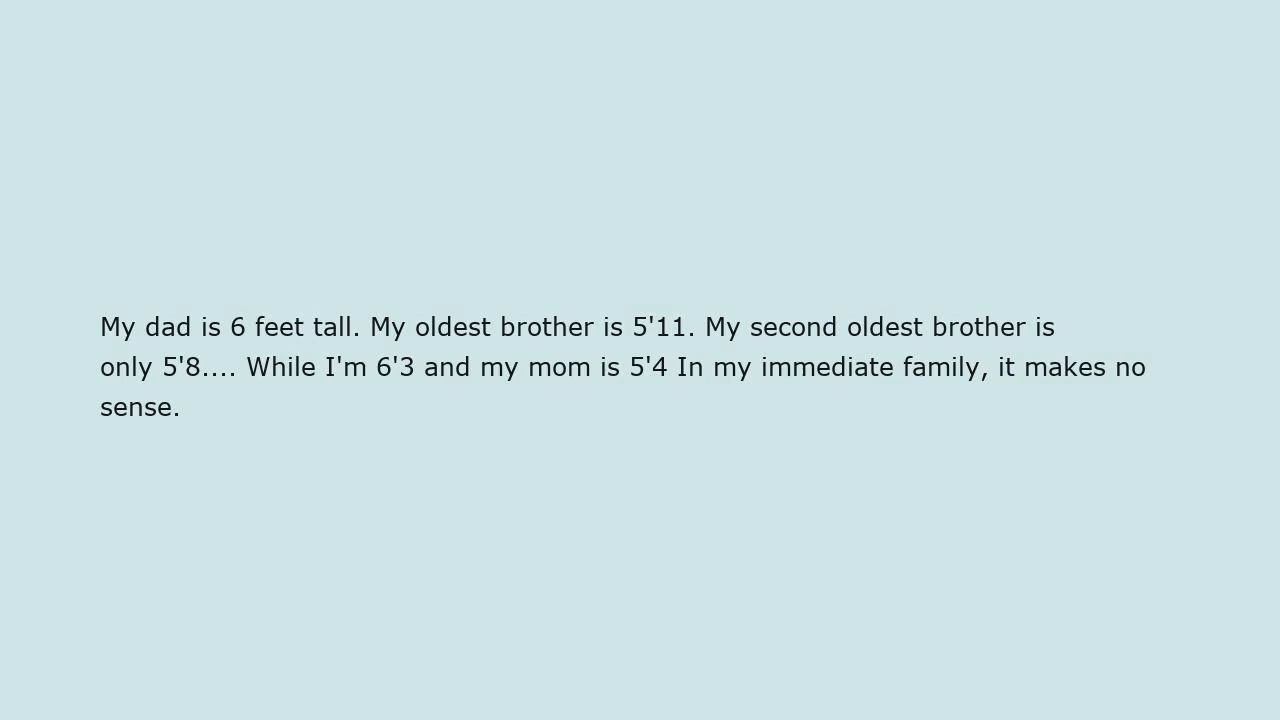 My dad is 6 feet tall. My oldest brother is 5'11. My second oldest brother is
only 5'8.... While I'm 6'3 and my mom is 5'4 In my immediate family, it makes no
sense.